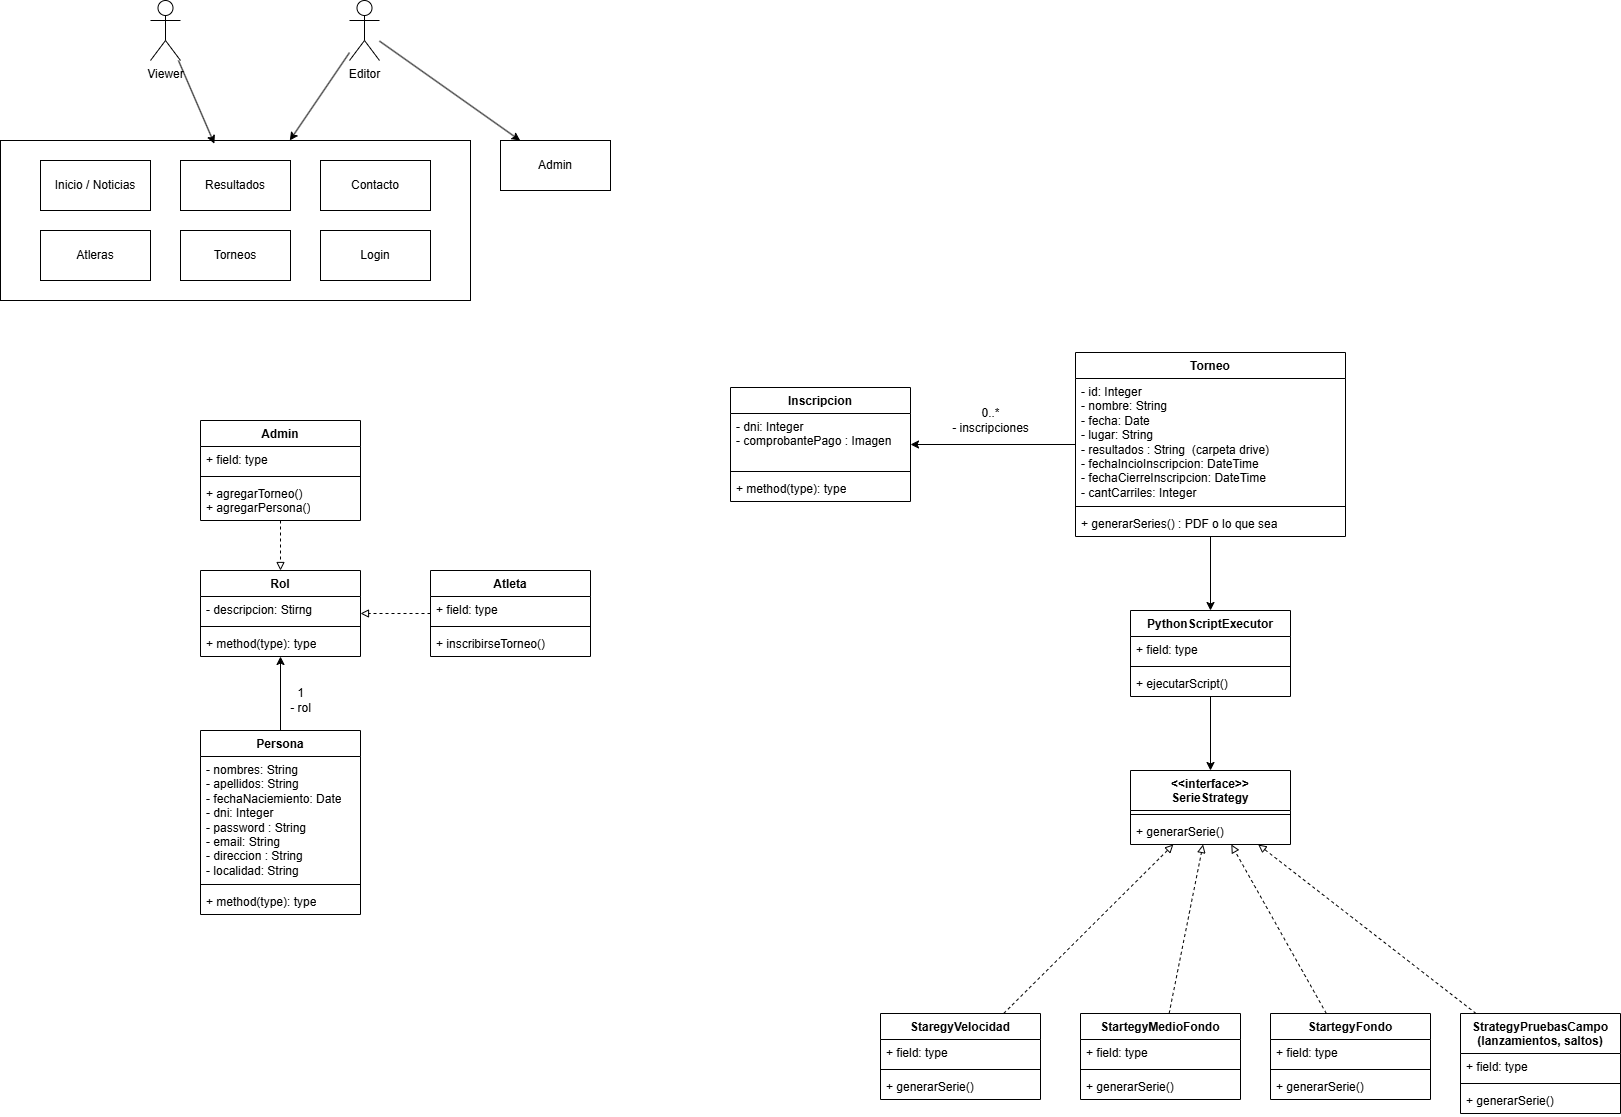 Viewer
Editor
Admin
Inicio / Noticias
Resultados
Contacto
Atleras
Torneos
Login
Torneo
- id: Integer
- nombre: String
- fecha: Date
- lugar: String
- resultados : String  (carpeta drive)
- fechaIncioInscripcion: DateTime
- fechaCierreInscripcion: DateTime
- cantCarriles: Integer
+ generarSeries() : PDF o lo que sea
0..*
- inscripciones
Inscripcion
- dni: Integer
- comprobantePago : Imagen
+ method(type): type
Admin
+ field: type
+ agregarTorneo()
+ agregarPersona()
Rol
- descripcion: Stirng
+ method(type): type
Atleta
+ field: type
+ inscribirseTorneo()
1
- rol
Persona
- nombres: String
- apellidos: String
- fechaNaciemiento: Date
- dni: Integer
- password : String
- email: String
- direccion : String
- localidad: String
+ method(type): type
PythonScriptExecutor
+ field: type
+ ejecutarScript()
<<interface>>
SerieStrategy
+ generarSerie()
StaregyVelocidad
+ field: type
+ generarSerie()
StartegyMedioFondo
+ field: type
+ generarSerie()
StartegyFondo
+ field: type
+ generarSerie()
StrategyPruebasCampo
(lanzamientos, saltos)
+ field: type
+ generarSerie()